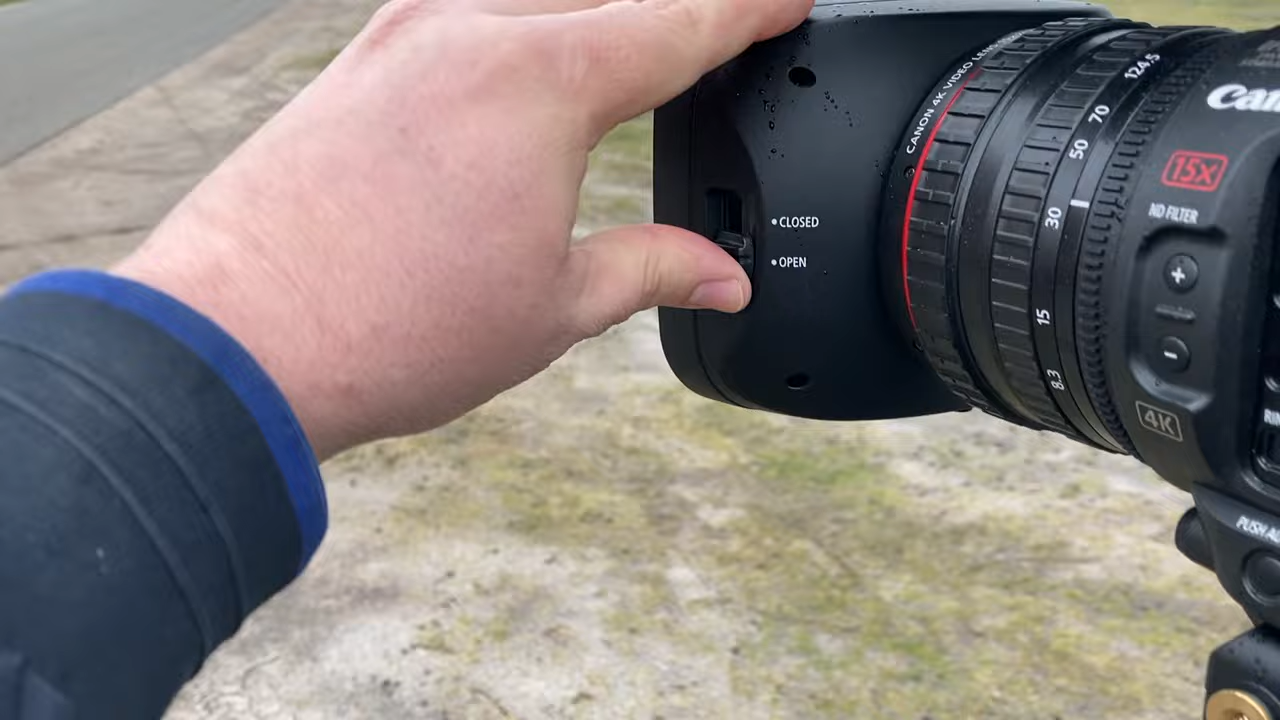 CANON 4K VIDEO LENS
• CLOSED
• OPEN
124,5
70
50
30
15
8.3
15x
ND FILTER
+
-
4K
PUSH